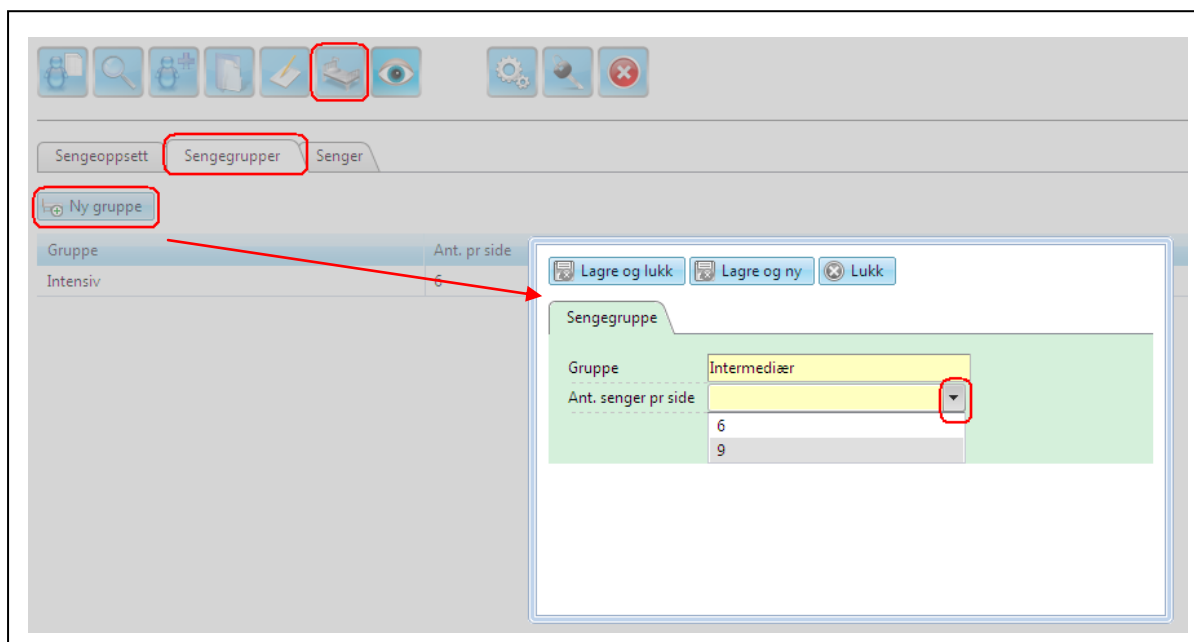 Sengeoppsett Sengegrupper Senger
Ny gruppe
Gruppe Ant. pr side
Intensiv 6
Lagre og lukk Lagre og ny Lukk
Sengegruppe
Gruppe Intermediær
Ant. senger pr side
6
9